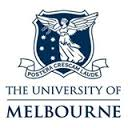 POSTERA CRESCAM LAUDE
THE UNIVERSITY OF
MELBOURNE